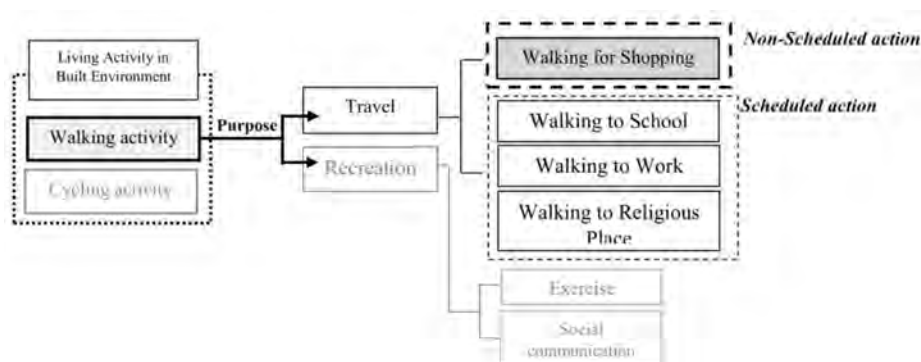 Living Activity in
Built Environment
Walking activity
Cycling activity
Purpose
Travel
Recreation
Walking for Shopping
Non-Scheduled action
Scheduled action
Walking to School
Walking to Work
Walking to Religious
Place
Exercise
Social
communication